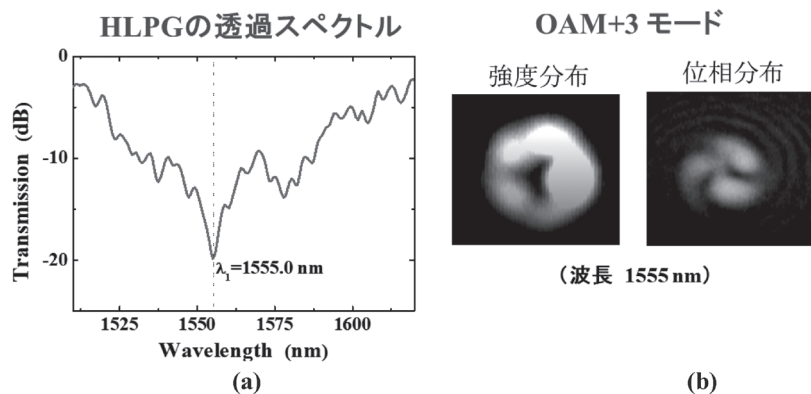 HLPGの透過スペクトル
0
-10
-20
Transmission (dB)
λ1=1555.0 nm
1525
1550
1575
1600
Wavelength (nm)
(a)
OAM+3 モード
強度分布
位相分布
(波長 1555nm)
(b)